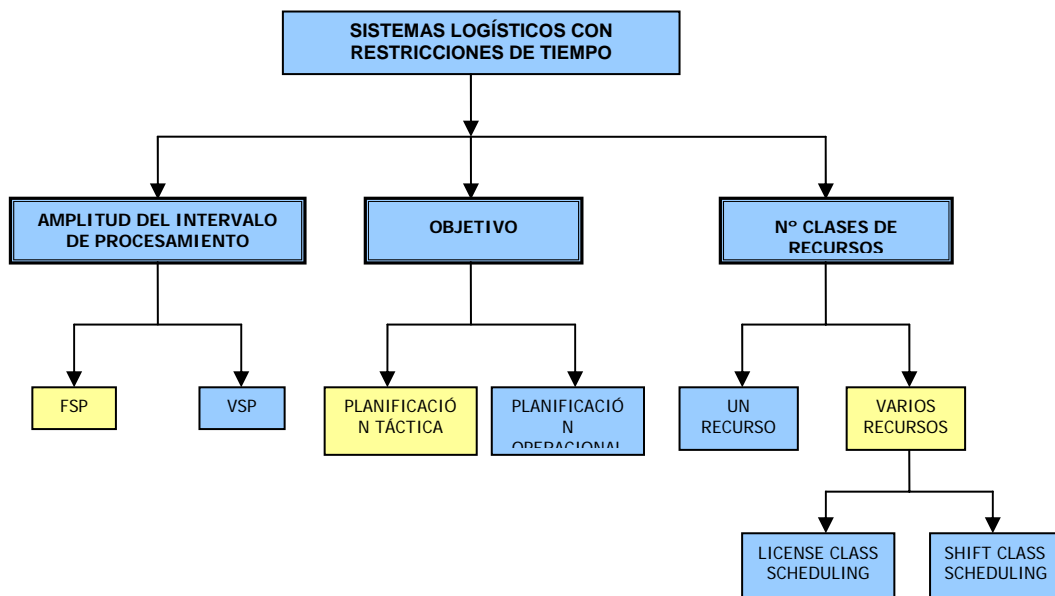 SISTEMAS LOGÍSTICOS CON
RESTRICCIONES DE TIEMPO
AMPLITUD DEL INTERVALO
DE PROCESAMIENTO
OBJETIVO
Nº CLASES DE
RECURSOS
FSP
VSP
PLANIFICACIÓ
N TÁCTICA
PLANIFICACIÓ
N
OPERACIONAL
UN
RECURSO
VARIOS
RECURSOS
LICENSE CLASS
SCHEDULING
SHIFT CLASS
SCHEDULING